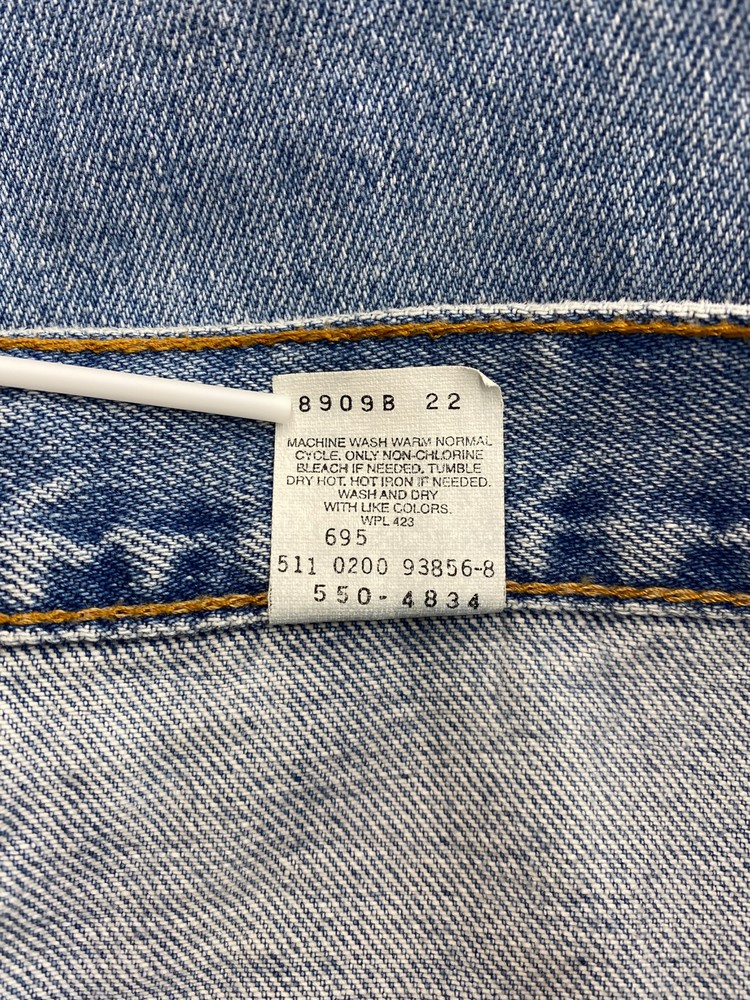 8909B 22
MACHINE WASH WARM NORMAL
CYCLE. ONLY NON-CHLORINE
BLEACH IF NEEDED. TUMBLE
DRY HOT. HOT IRON IF NEEDED.
WASH AND DRY
WITH LIKE COLORS.
WPL 423
695
511 0200 93856-8
550-4834